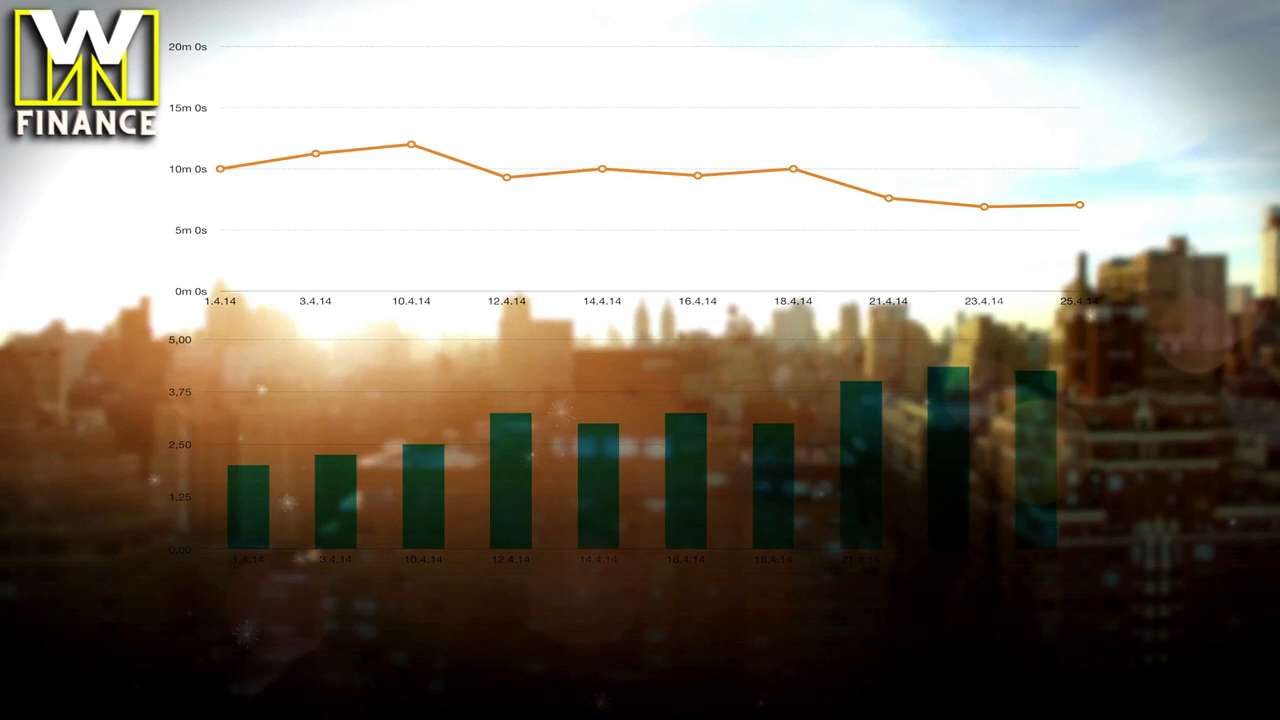 W
FINANCE
20m 0s
15m 0s
10m 0s
5m 0s
0m 0s
1.4.14 3.4.14 10.4.14 12.4.14 14.4.14 16.4.14 18.4.14 21.4.14 23.4.14 25.4.14
5,00
3,75
2,50
1,25
0,00
1.4.14 3.4.14 10.4.14 12.4.14 14.4.14 16.4.14 18.4.14 21.4.14